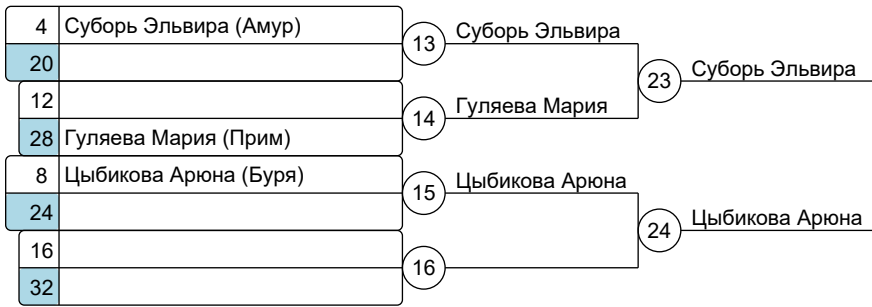 4 Суборь Эльвира (Амур)
13 Суборь Эльвира
20
23 Суборь Эльвира
12
14 Гуляева Мария
28 Гуляева Мария (Прим)
8 Цыбикова Арюна (Буря)
15 Цыбикова Арюна
24
24 Цыбикова Арюна
16
16
32